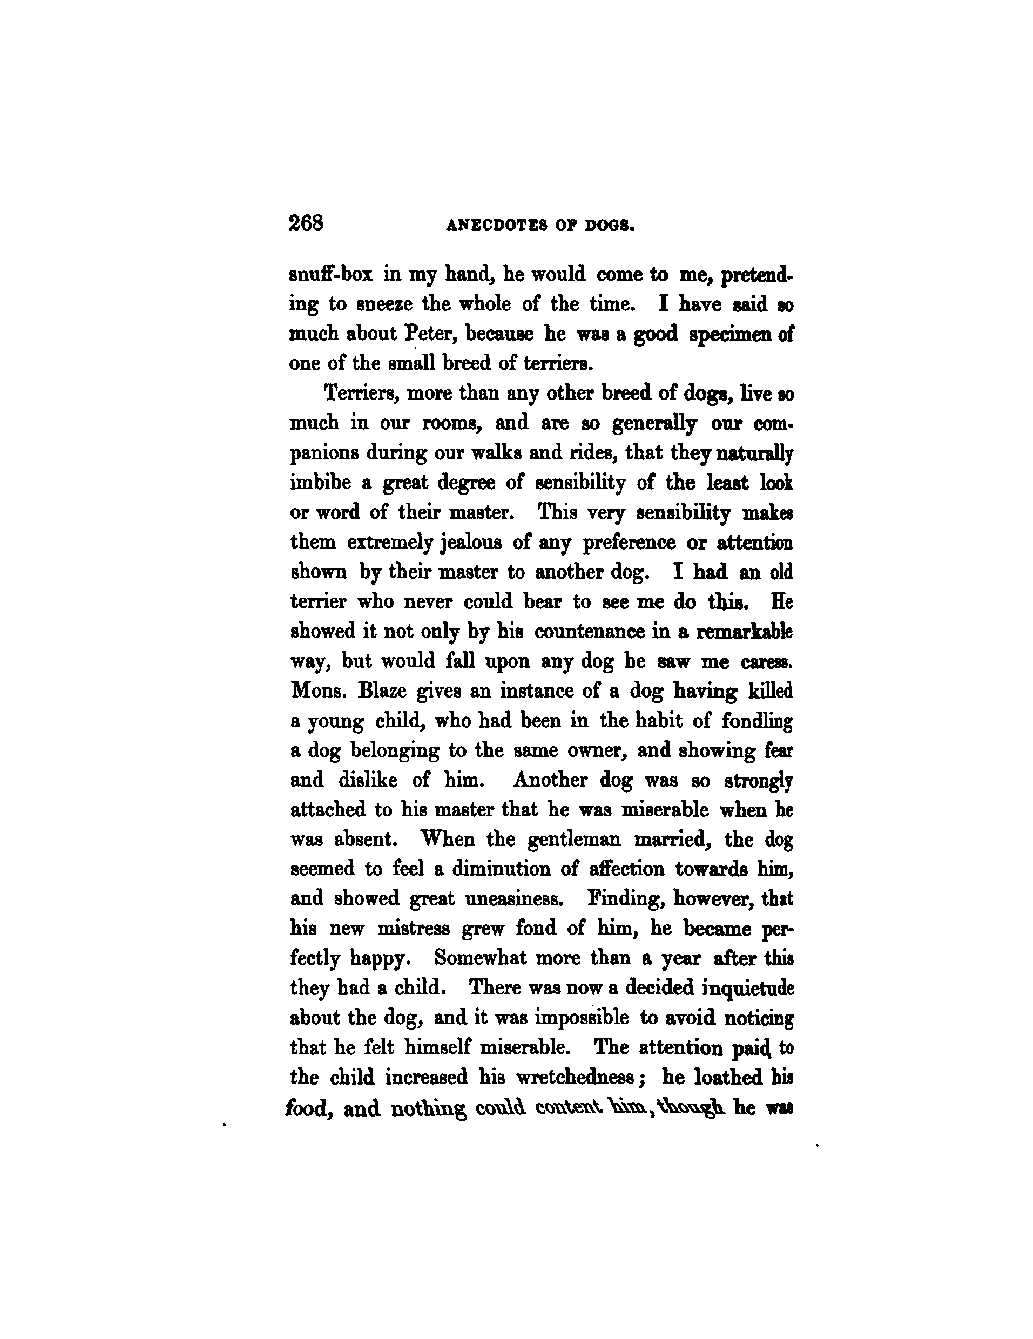 268 ANECDOTES OF DOGS.
snuff-box in my hand, he would come to me, pretend-
ing to sneeze the whole of the time. I have said so
much about Peter, because he was a good specimen of
one of the small breed of terriers.
Terriers, more than any other breed of dogs, live so
much in our rooms, and are so generally our com-
panions during our walks and rides, that they naturally
imbibe a great degree of sensibility of the least look
or word of their master. This very sensibility makes
them extremely jealous of any preference or attention
shown by their master to another dog. I had an old
terrier who never could bear to see me do this. He
showed it not only by his countenance in a remarkable
way, but would fall upon any dog he saw me caress.
Mons. Blaze gives an instance of a dog having killed
a young child, who had been in the habit of fondling
a dog belonging to the same owner, and showing fear
and dislike of him. Another dog was so strongly
attached to his master that he was miserable when he
was absent. When the gentleman married, the dog
seemed to feel a diminution of affection towards him,
and showed great uneasiness. Finding, however, that
his new mistress grew fond of him, he became per-
fectly happy. Somewhat more than a year after this
they had a child. There was now a decided inquietude
about the dog, and it was impossible to avoid noticing
that he felt himself miserable. The attention paid to
the child increased his wretchedness; he loathed his
food, and nothing could content him, though he was